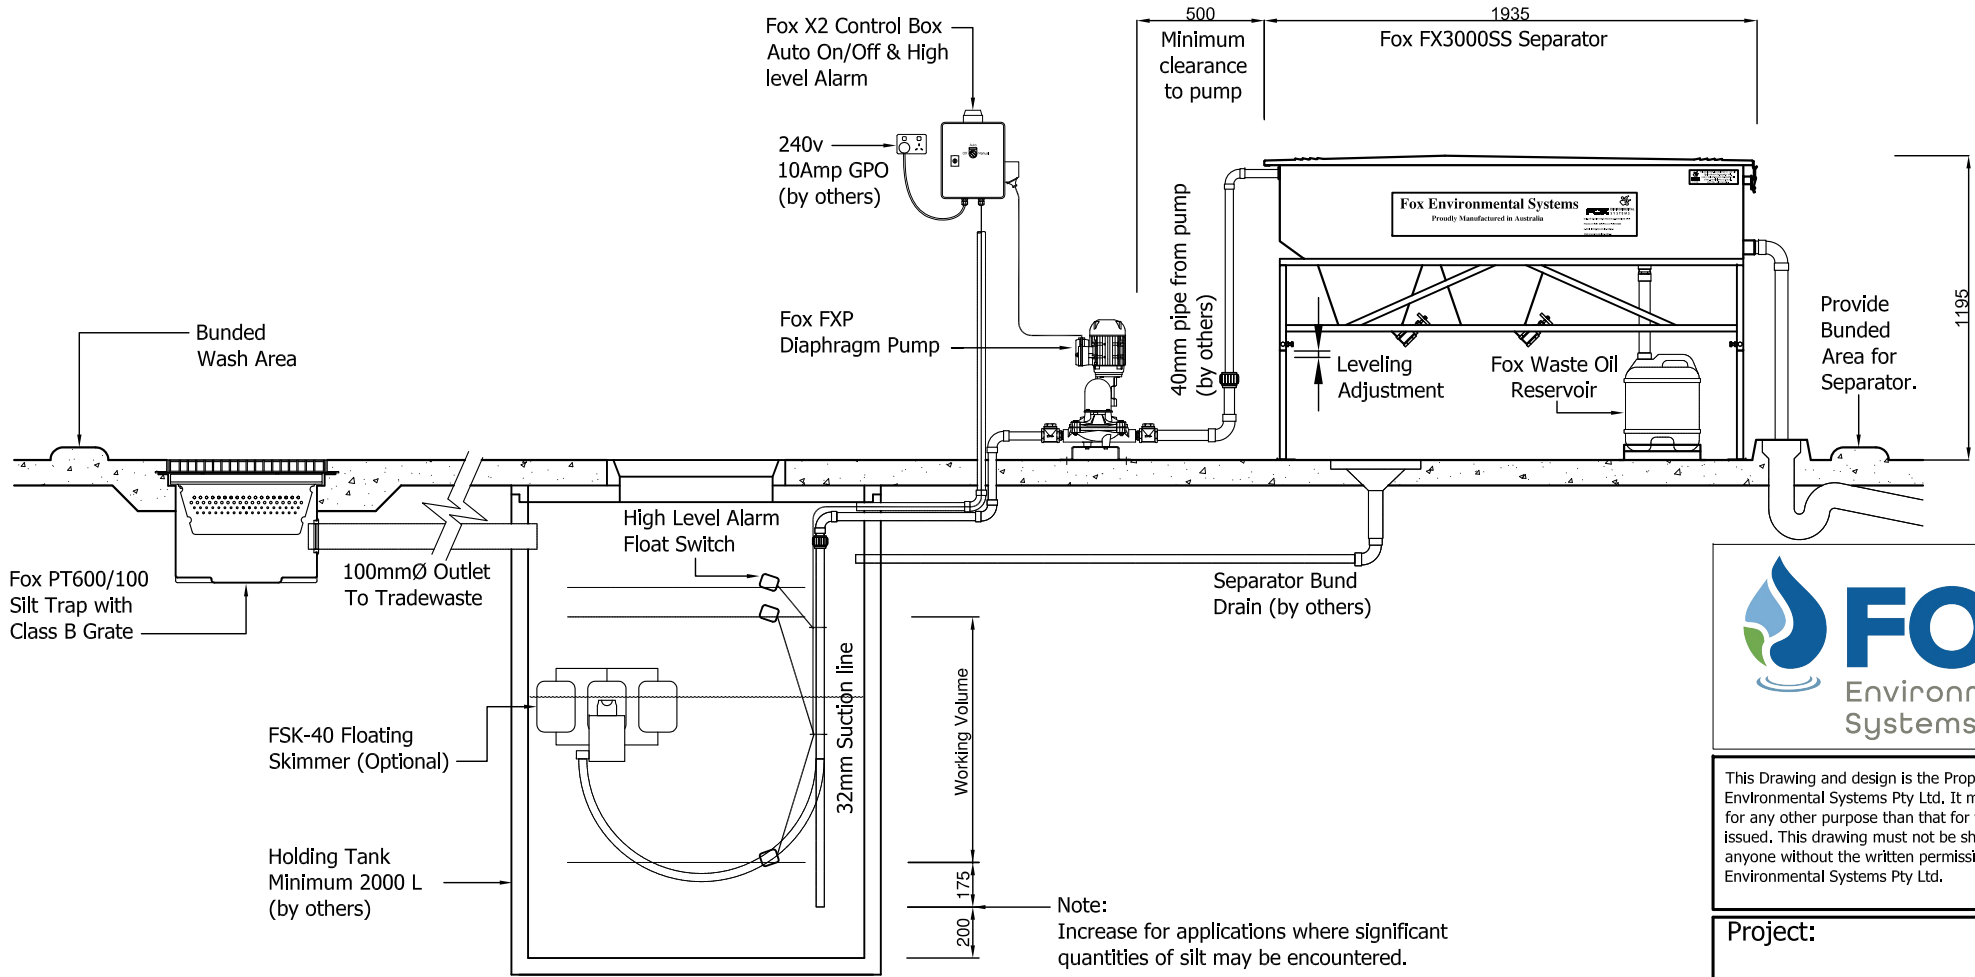 Fox X2 Control Box
Auto On/Off & High
level Alarm
500
Minimum
clearance
to pump
1935
Fox FX3000SS Separator
240v
10Amp GPO
(by others)
40mm pipe from pump
(by others)
Fox Environmental Systems
Proudly Manufactured in Australia
FOX
1195
Bunded
Wash Area
Fox FXP
Diaphragm Pump
Leveling
Adjustment
Fox Waste Oil
Reservoir
Provide
Bunded
Area for
Separator.
Fox PT600/100
Silt Trap with
Class B Grate
100mmØ Outlet
To Tradewaste
High Level Alarm
Float Switch
Separator Bund
Drain (by others)
FSK-40 Floating
Skimmer (Optional)
32mm Suction line
Working Volume
Holding Tank
Minimum 2000 L
(by others)
175
200
Note:
Increase for applications where significant
quantities of silt may be encountered.
FO
Environ
Systems
This Drawing and design is the Prop
Environmental Systems Pty Ltd. It m
for any other purpose than that for
issued. This drawing must not be sh
anyone without the written permissi
Environmental Systems Pty Ltd.
Project: